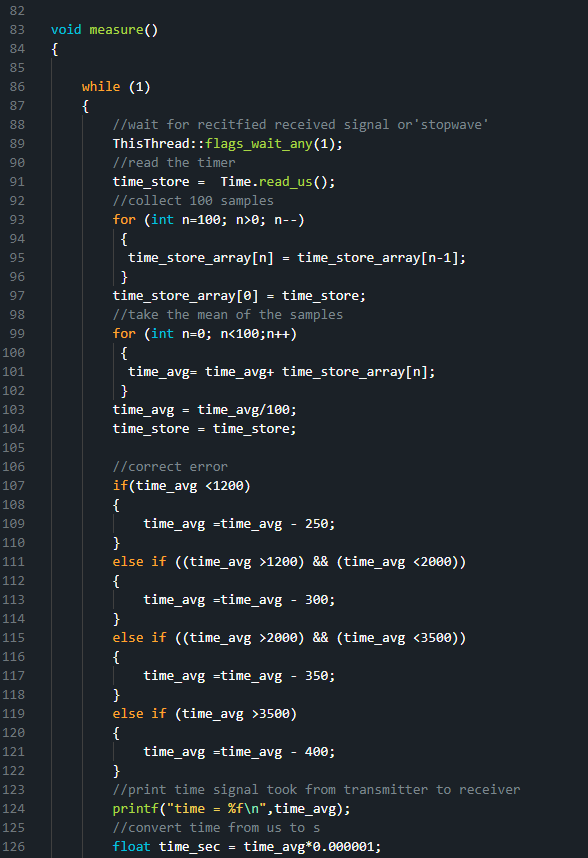 82
83 void measure()
84 {
85
86 while (1)
87 {
88 //wait for recitfied received signal or'stopwave'
89 ThisThread::flags_wait_any(1);
90 //read the timer
91 time_store =  Time.read_us();
92 //collect 100 samples
93 for (int n=100; n>0; n--)
94 {
95 time_store_array[n] = time_store_array[n-1];
96 }
97 time_store_array[0] = time_store;
98 //take the mean of the samples
99 for (int n=0; n<100;n++)
100 {
101 time_avg= time_avg+ time_store_array[n];
102 }
103 time_avg = time_avg/100;
104 time_store = time_store;
105
106 //correct error
107 if(time_avg <1200)
108 {
109 time_avg =time_avg - 250;
110 }
111 else if ((time_avg >1200) && (time_avg <2000))
112 {
113 time_avg =time_avg - 300;
114 }
115 else if ((time_avg >2000) && (time_avg <3500))
116 {
117 time_avg =time_avg - 350;
118 }
119 else if (time_avg >3500)
120 {
121 time_avg =time_avg - 400;
122 }
123 //print time signal took from transmitter to receiver
124 printf("time = %f\n",time_avg);
125 //convert time from us to s
126 float time_sec = time_avg*0.000001;